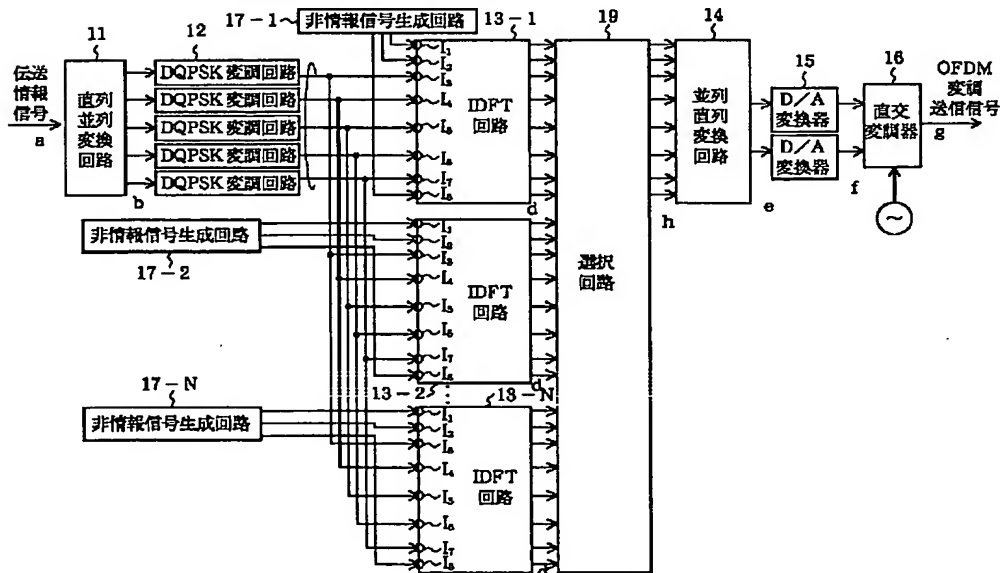 17-1
非情報信号生成回路
13-1
19
14
11
12
15
16
伝送
情報
信号
a
直列
並列
変換
回路
b
DQPSK 変調回路
DQPSK 変調回路
DQPSK 変調回路
DQPSK 変調回路
DQPSK 変調回路
I₁
I₂
I₃
I₄
I₅
I₆
I₇
I₈
IDFT
回路
d
選択
回路
h
並列
直列
変換
回路
e
D/A
変換器
D/A
変換器
f
直交
変調器
OFDM
変調
送信信号
g
~
非情報信号生成回路
17-2
I₁
I₂
I₃
I₄
I₅
I₆
I₇
I₈
IDFT
回路
d
13-2
17-N
非情報信号生成回路
13-N
I₁
I₂
I₃
I₄
I₅
I₆
I₇
I₈
IDFT
回路
d